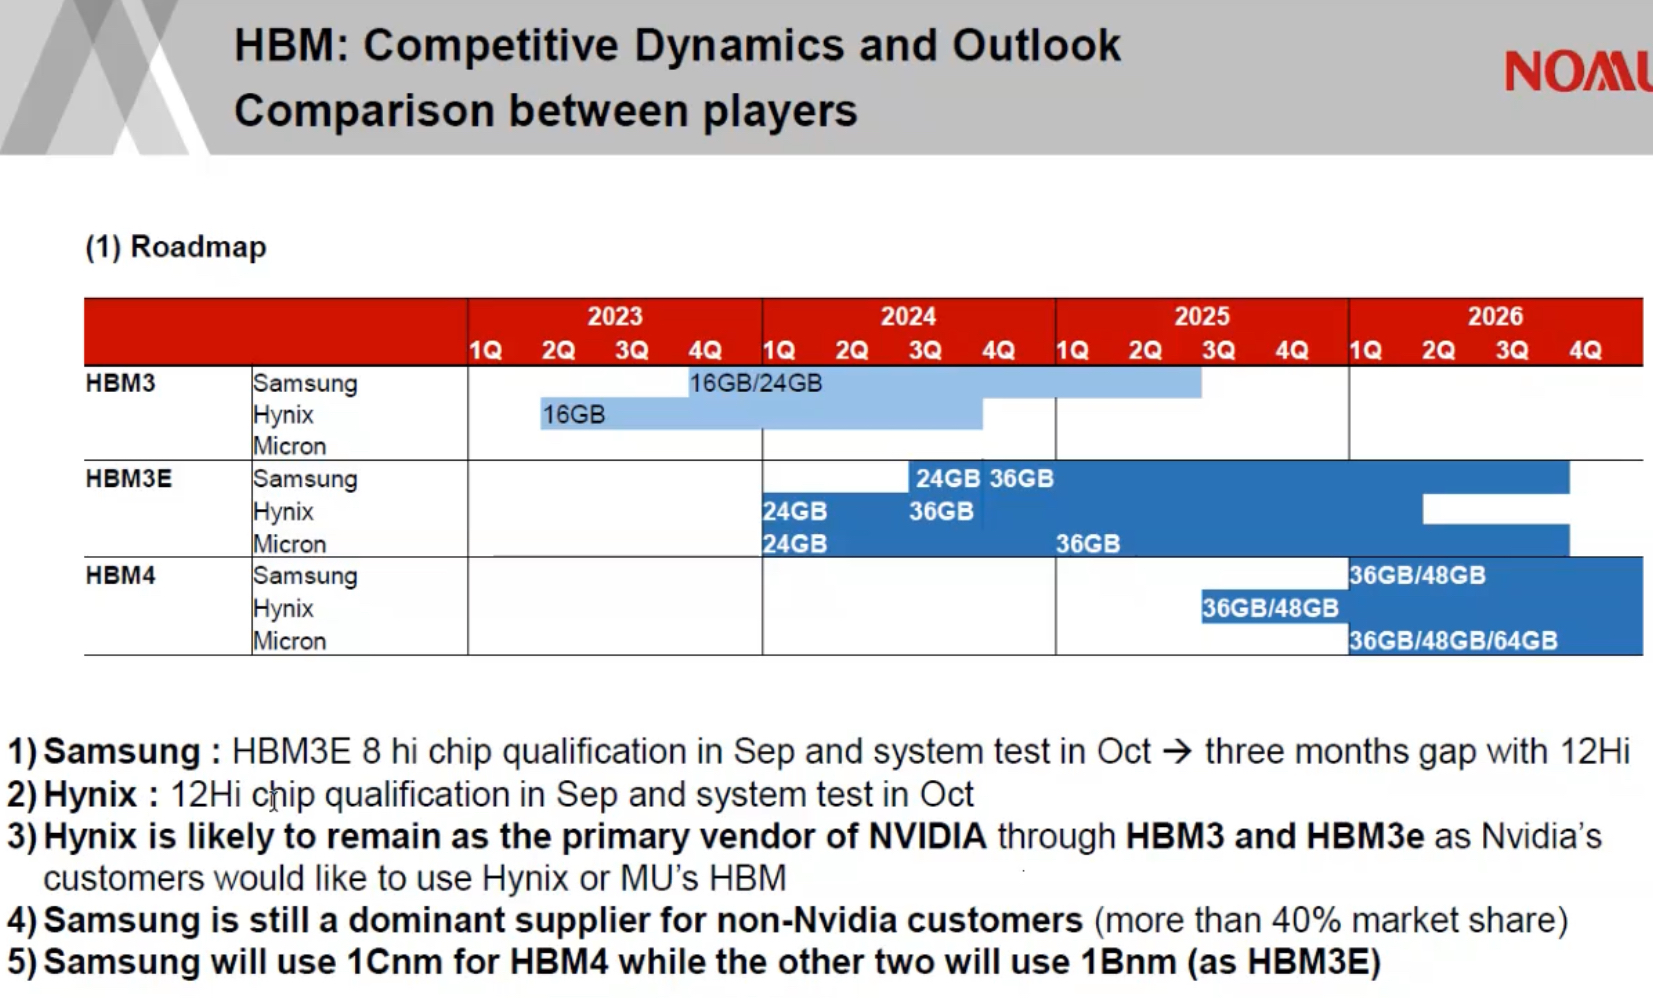 HBM: Competitive Dynamics and Outlook
Comparison between players
NOMU
(1) Roadmap
2023 2024 2025 2026
1Q 2Q 3Q 4Q 1Q 2Q 3Q 4Q 1Q 2Q 3Q 4Q 1Q 2Q 3Q 4Q
HBM3 Samsung 16GB/24GB
Hynix 16GB
Micron
HBM3E Samsung 24GB 36GB
Hynix 24GB 36GB
Micron 24GB 36GB
HBM4 Samsung 36GB/48GB
Hynix 36GB/48GB
Micron 36GB/48GB/64GB
1) Samsung : HBM3E 8 hi chip qualification in Sep and system test in Oct → three months gap with 12Hi
2) Hynix : 12Hi chip qualification in Sep and system test in Oct
3) Hynix is likely to remain as the primary vendor of NVIDIA through HBM3 and HBM3e as Nvidia's
customers would like to use Hynix or MU's HBM
4) Samsung is still a dominant supplier for non-Nvidia customers (more than 40% market share)
5) Samsung will use 1Cnm for HBM4 while the other two will use 1Bnm (as HBM3E)